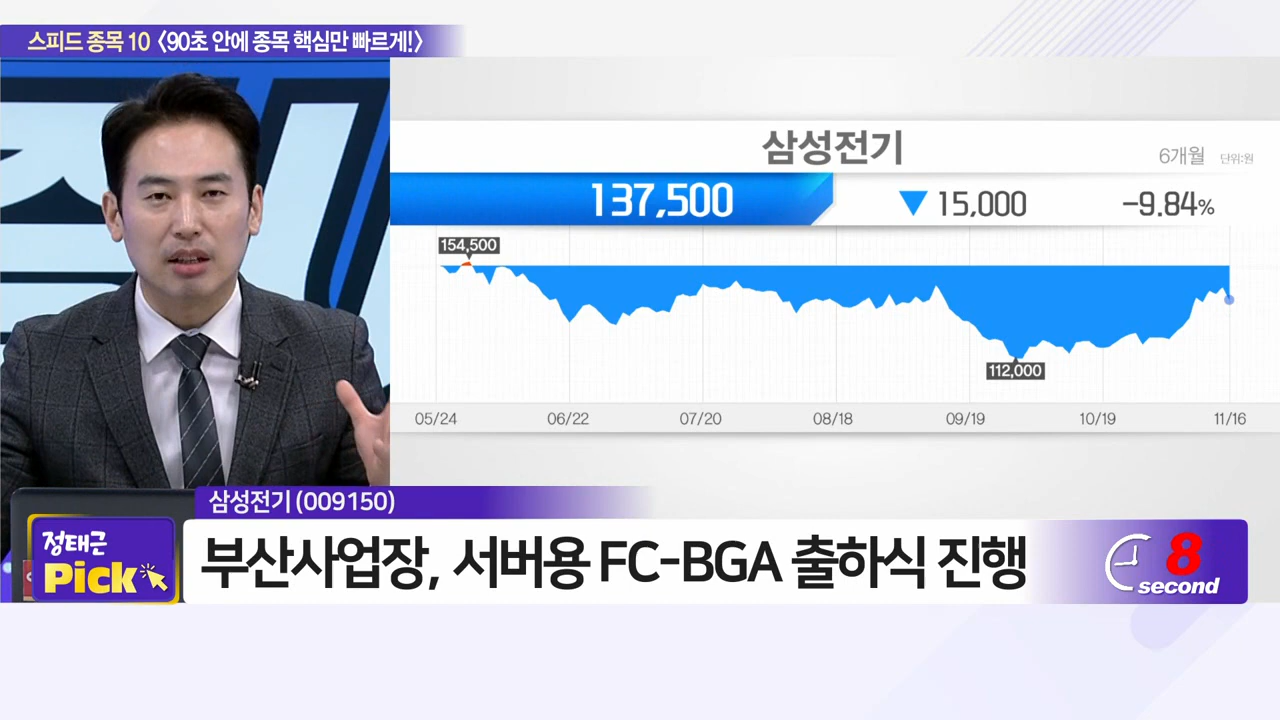 스피드 종목 10 〈90초 안에 종목 핵심만 빠르게!〉
삼성전기
6개월 단위:원
137,500 ▼ 15,000 -9.84%
154,500
112,000
05/24 06/22 07/20 08/18 09/19 10/19 11/16
삼성전기 (009150)
정태근
Pick
부산사업장, 서버용 FC-BGA 출하식 진행
8
second